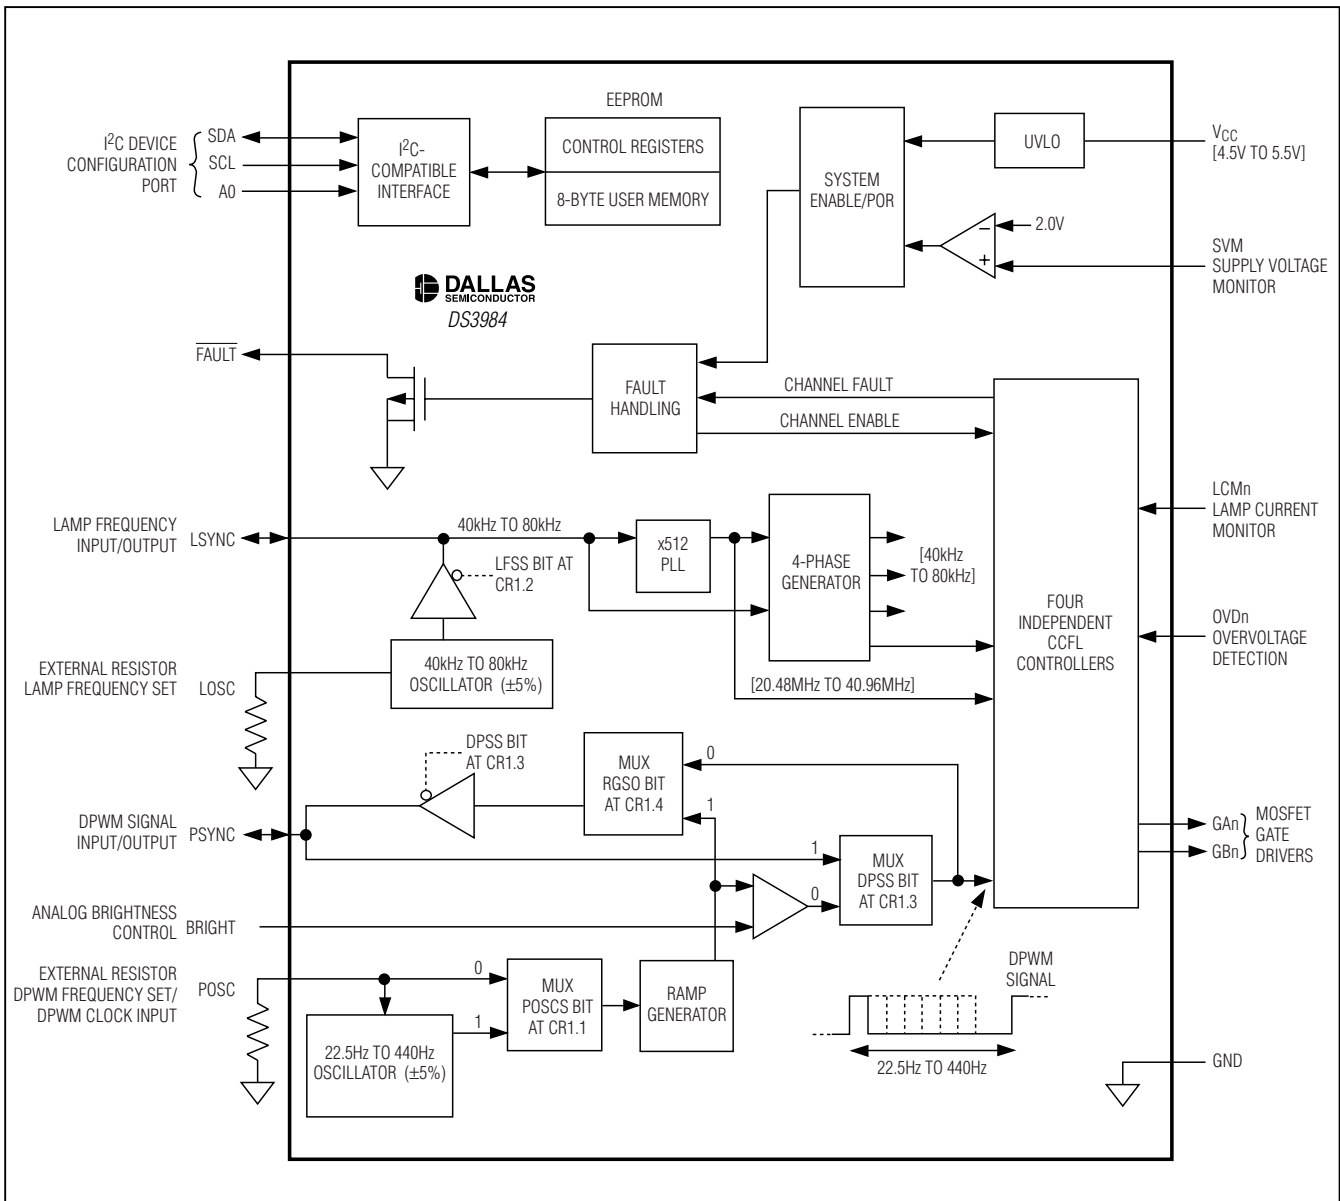 EEPROM
I2C DEVICE
CONFIGURATION
PORT
SDA
SCL
A0
I2C-
COMPATIBLE
INTERFACE
CONTROL REGISTERS
8-BYTE USER MEMORY
SYSTEM
ENABLE/POR
UVLO
VCC
[4.5V TO 5.5V]
2.0V
−
+
SVM
SUPPLY VOLTAGE
MONITOR
DALLAS
SEMICONDUCTOR
DS3984
FAULT
FAULT
HANDLING
CHANNEL FAULT
CHANNEL ENABLE
LAMP FREQUENCY
INPUT/OUTPUT
LSYNC
40kHz TO 80kHz
LFSS BIT AT
CR1.2
x512
PLL
4-PHASE
GENERATOR
[40kHz
TO 80kHz]
FOUR
INDEPENDENT
CCFL
CONTROLLERS
LCMn
LAMP CURRENT
MONITOR
OVDn
OVERVOLTAGE
DETECTION
EXTERNAL RESISTOR
LAMP FREQUENCY SET
LOSC
40kHz TO 80kHz
OSCILLATOR (±5%)
[20.48MHz TO 40.96MHz]
DPSS BIT
AT CR1.3
MUX
RGSO BIT
AT CR1.4
0
1
DPWM SIGNAL
INPUT/OUTPUT
PSYNC
1
0
MUX
DPSS BIT
AT CR1.3
GAn
GBn
MOSFET
GATE
DRIVERS
ANALOG BRIGHTNESS
CONTROL
BRIGHT
EXTERNAL RESISTOR
DPWM FREQUENCY SET/
DPWM CLOCK INPUT
POSC
0
1
MUX
POSCS BIT
AT CR1.1
RAMP
GENERATOR
22.5Hz TO 440Hz
OSCILLATOR (±5%)
DPWM
SIGNAL
22.5Hz TO 440Hz
GND